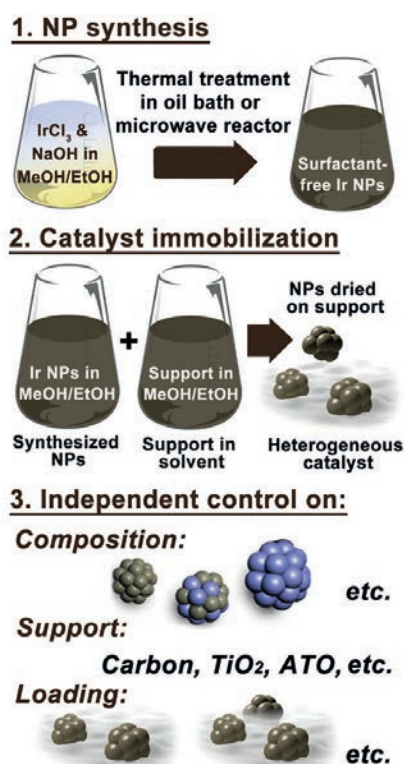 1. NP synthesis
Thermal treatment
in oil bath or
microwave reactor
IrCl₃ &
NaOH in
MeOH/EtOH
Surfactant-
free Ir NPs
2. Catalyst immobilization
NPs dried
on support
Ir NPs in
MeOH/EtOH
+
Support in
MeOH/EtOH
Synthesized
NPs
Support in
solvent
Heterogeneous
catalyst
3. Independent control on:
Composition:
etc.
Support:
Carbon, TiO₂, ATO, etc.
Loading:
etc.